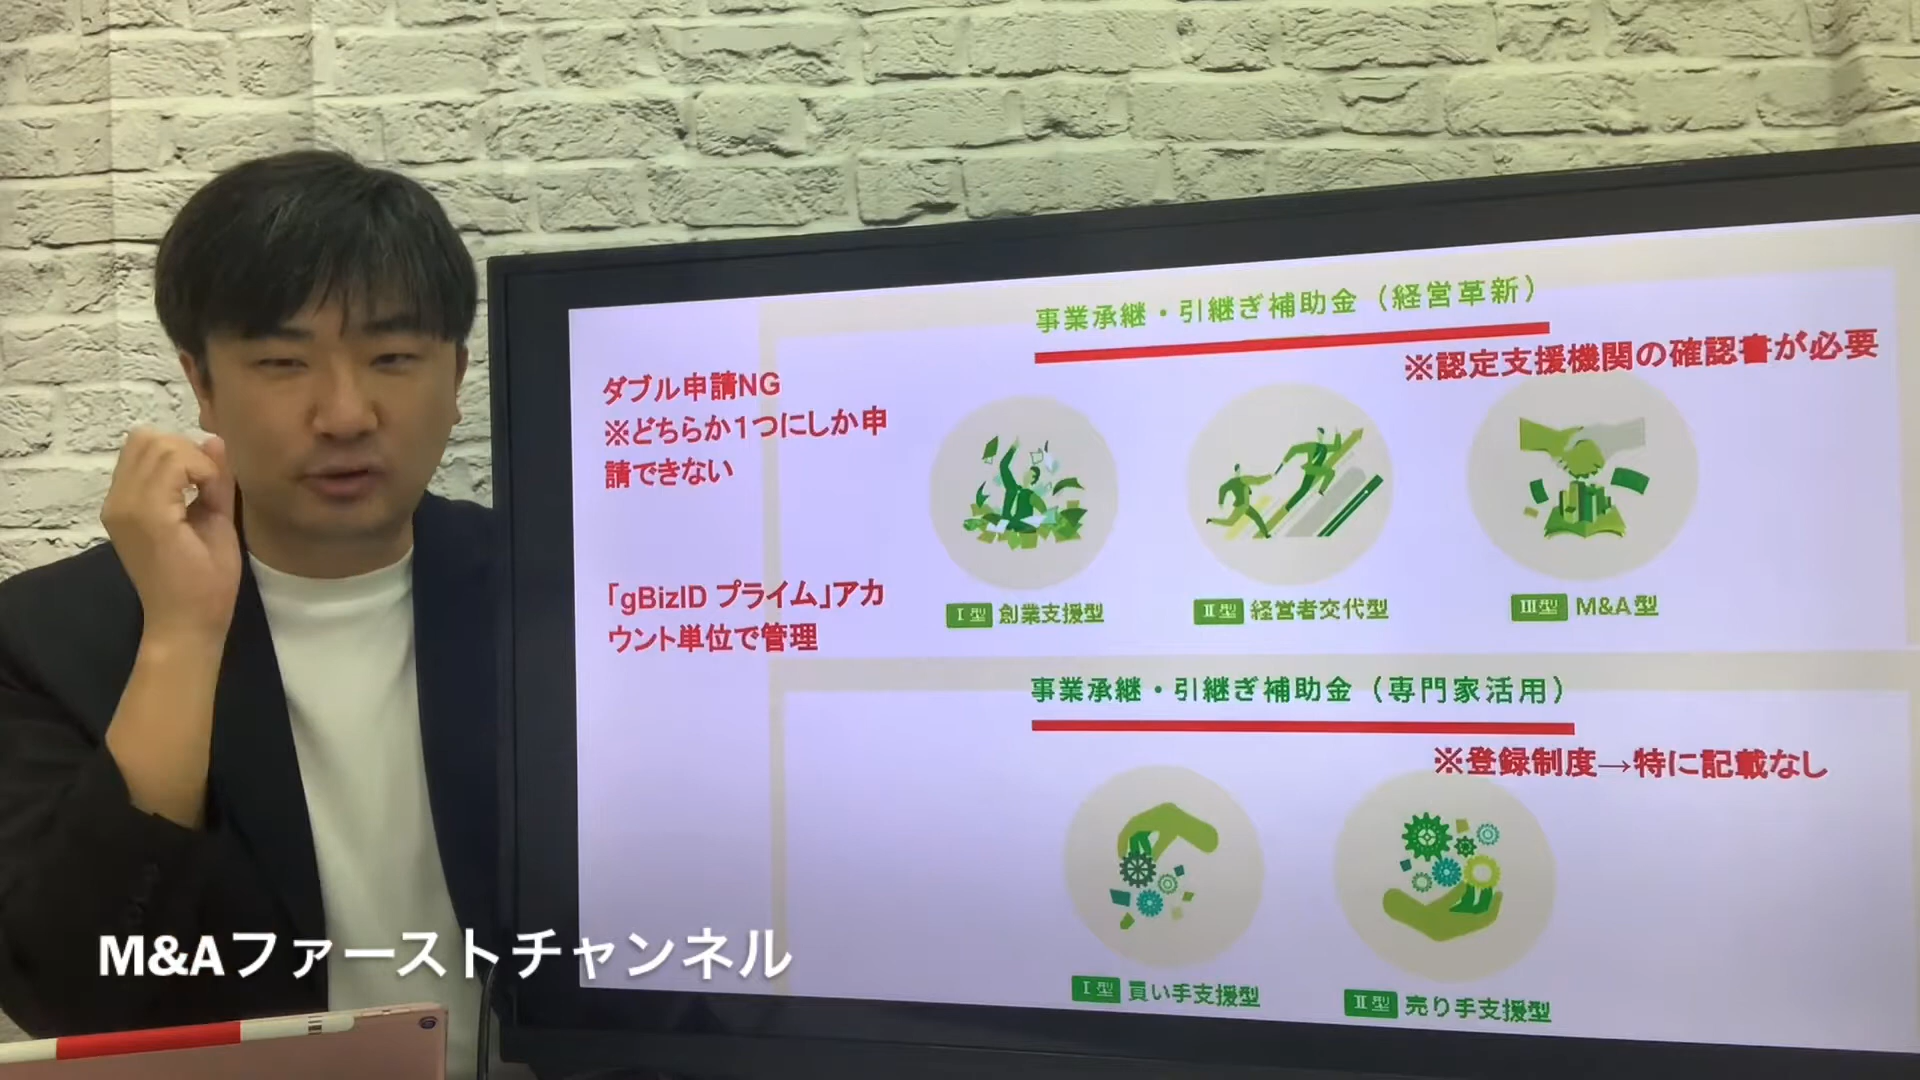 事業承継・引継ぎ補助金（経営革新）
※認定支援機関の確認書が必要
ダブル申請NG
※どちらか1つにしか申
請できない
Ⅰ型 創業支援型
Ⅱ型 経営者交代型
Ⅲ型 M&A型
「gBizID プライム」アカ
ウント単位で管理
事業承継・引継ぎ補助金（専門家活用）
※登録制度→特に記載なし
Ⅰ型 買い手支援型
Ⅱ型 売り手支援型
M&Aファーストチャンネル